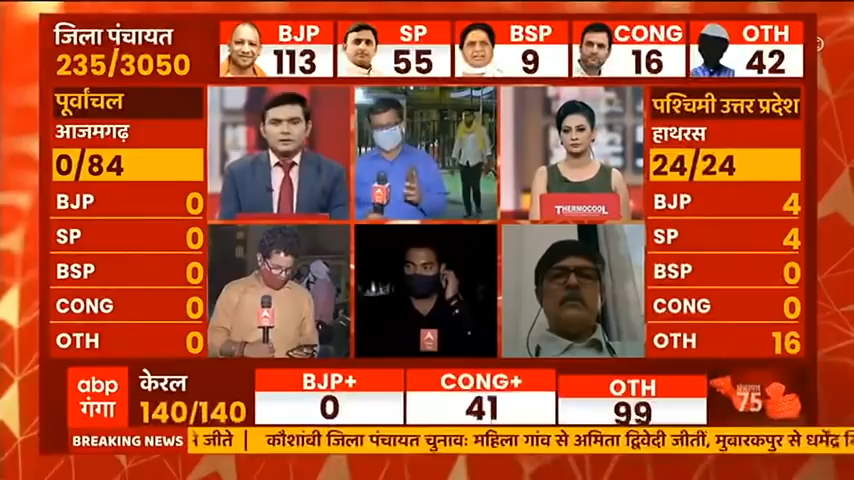 जिला पंचायत
235/3050
BJP
113
SP
55
BSP
9
CONG
16
OTH
42
पूर्वांचल
आजमगढ़
0/84
BJP 0
SP 0
BSP 0
CONG 0
OTH 0
THERMOCOOL
पश्चिमी उत्तर प्रदेश
हाथरस
24/24
BJP 4
SP 4
BSP 0
CONG 0
OTH 16
abp
गंगा
केरल
140/140
BJP+
0
CONG+
41
OTH
99
75
BREAKING NEWS
जीते | कौशांबी जिला पंचायत चुनावः महिला गांव से अमिता द्विवेदी जीतीं, मुबारकपुर से धर्मेंद्र